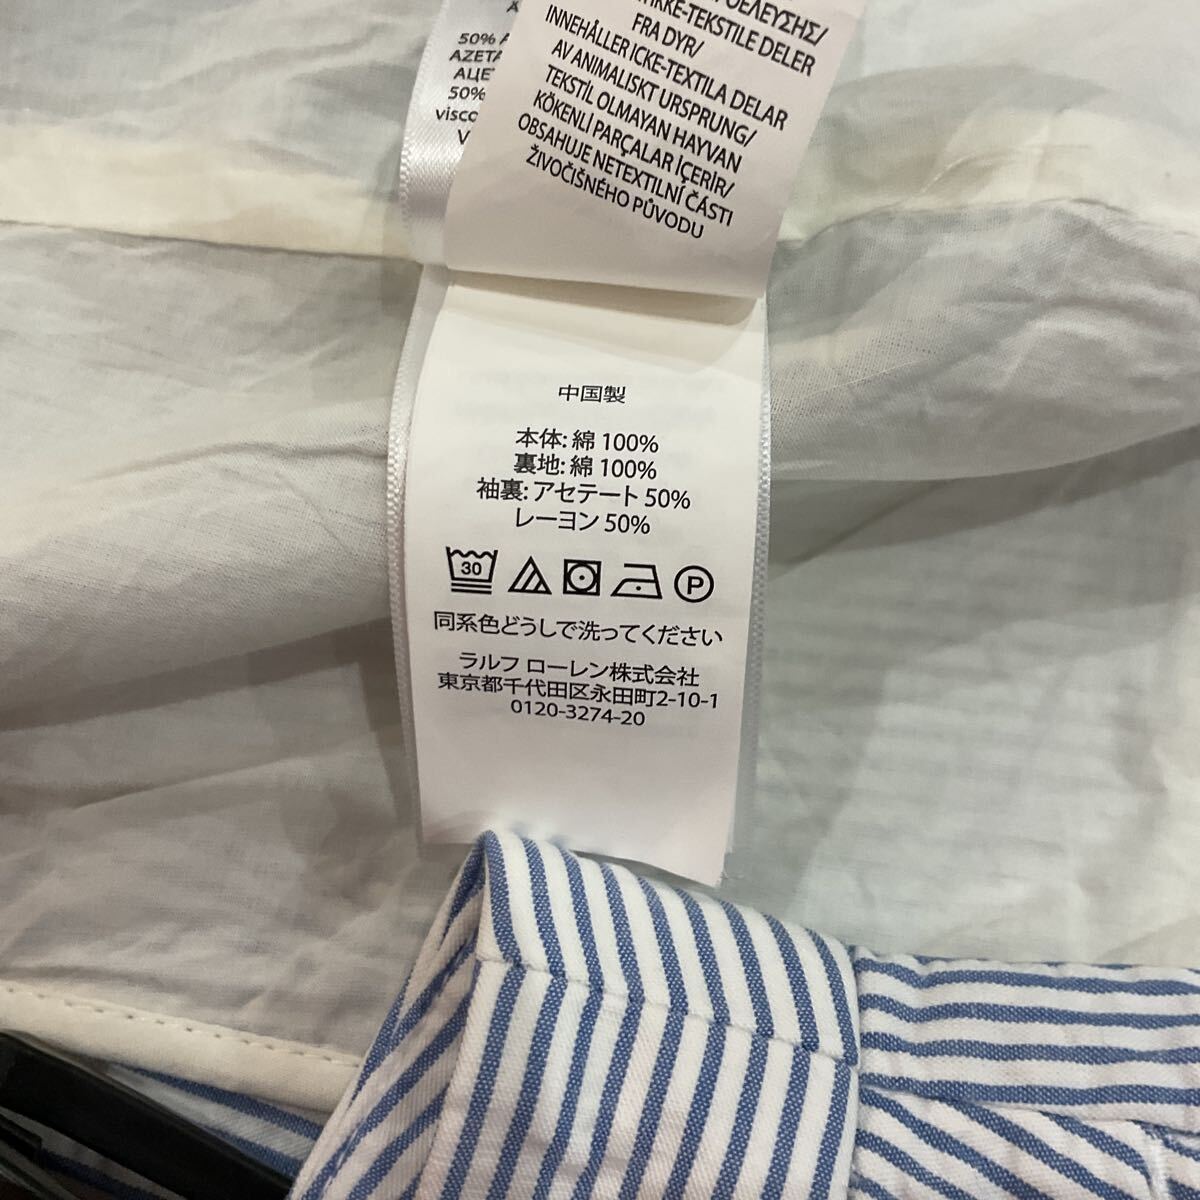 50%
visco
FRA DYR/
INNEHÅLLER ICKE-TEXTILA DELAR
AV ANIMALISKT URSPRUNG/
TEKSTİL OLMAYAN HAYVAN
KÖKENLİ PARÇALAR İÇERİR/
OBSAHUJE NETEXTILNÍ ČÁSTI
ŽIVOČIŠNÉHO PŮVODU
中国製
本体: 綿 100%
裏地: 綿 100%
袖裏: アセテート 50%
レーヨン 50%
30 P
同系色どうしで洗ってください
ラルフ ローレン株式会社
東京都千代田区永田町2-10-1
0120-3274-20